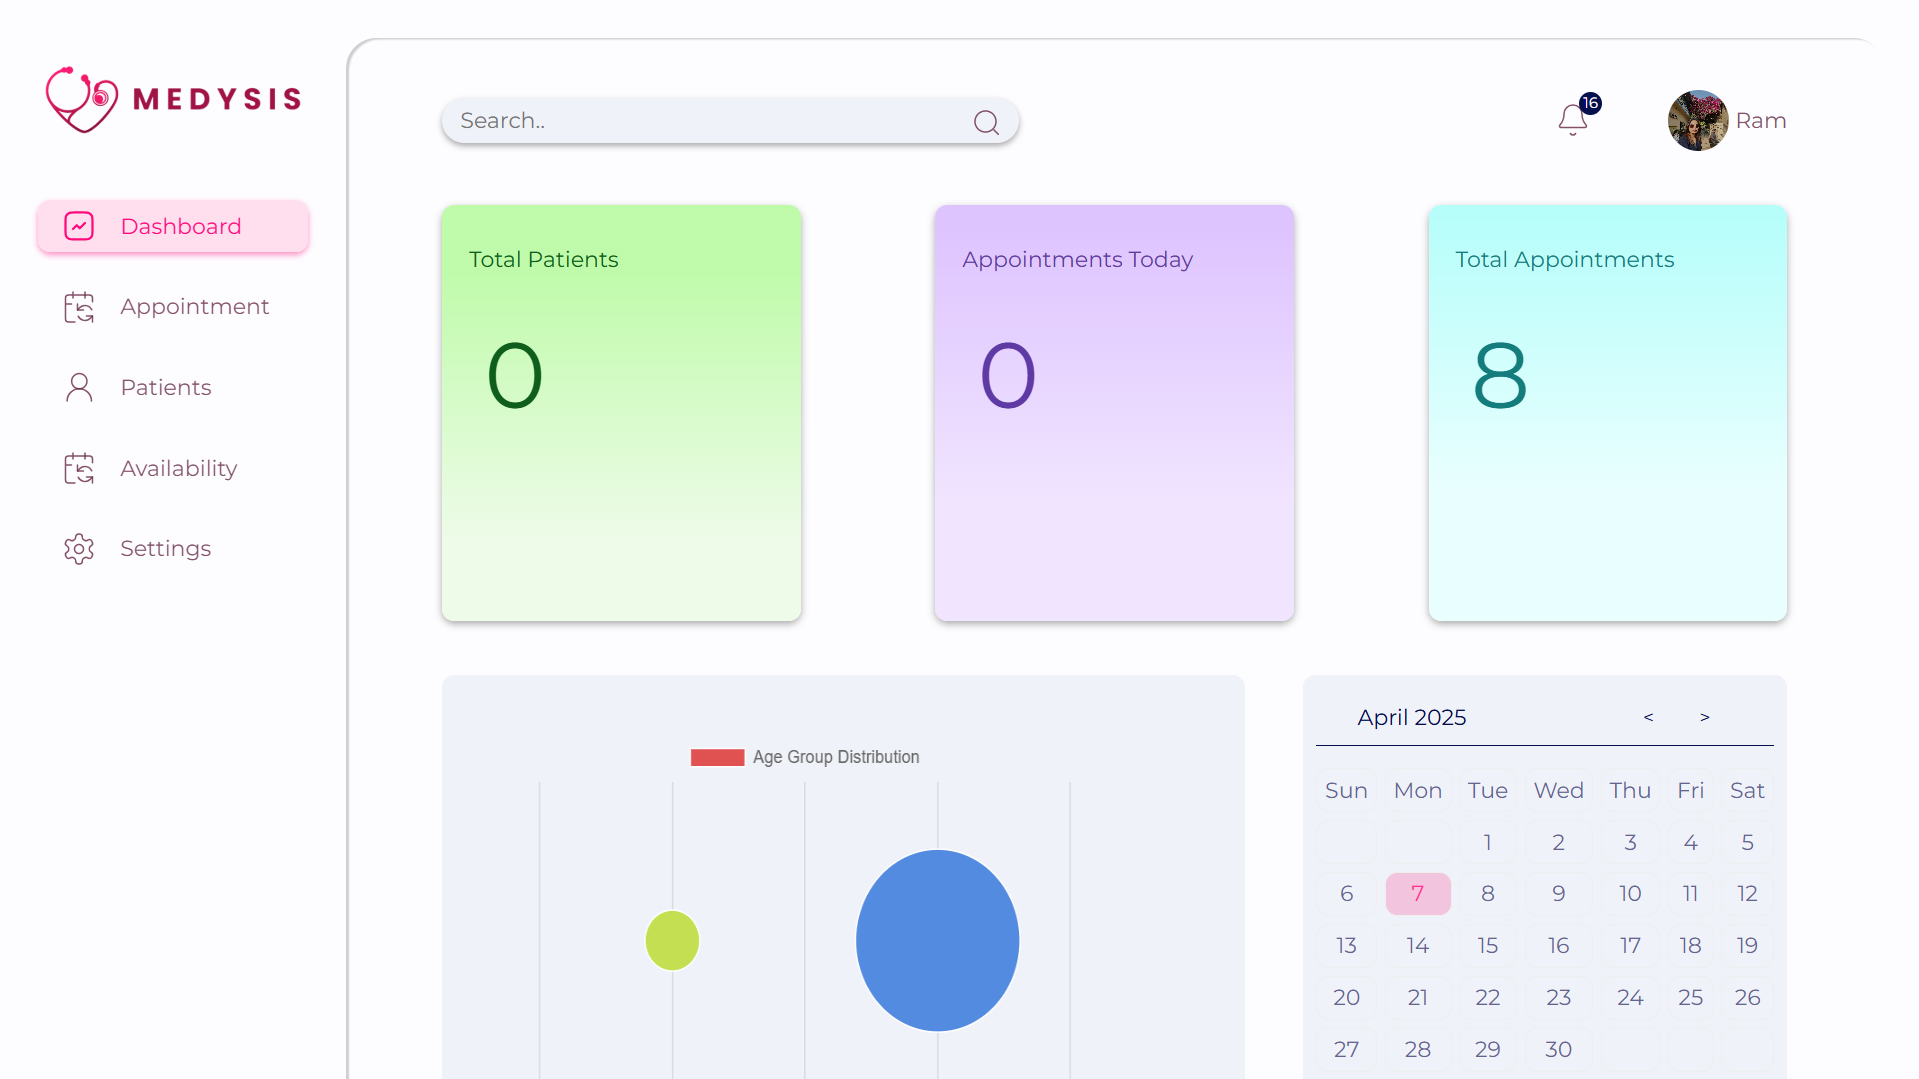 MEDYSIS
Search..
16
Ram
Dashboard
Appointment
Patients
Availability
Settings
Total Patients
0
Appointments Today
0
Total Appointments
8
Age Group Distribution
April 2025 < >
Sun Mon Tue Wed Thu Fri Sat
1 2 3 4 5
6 7 8 9 10 11 12
13 14 15 16 17 18 19
20 21 22 23 24 25 26
27 28 29 30